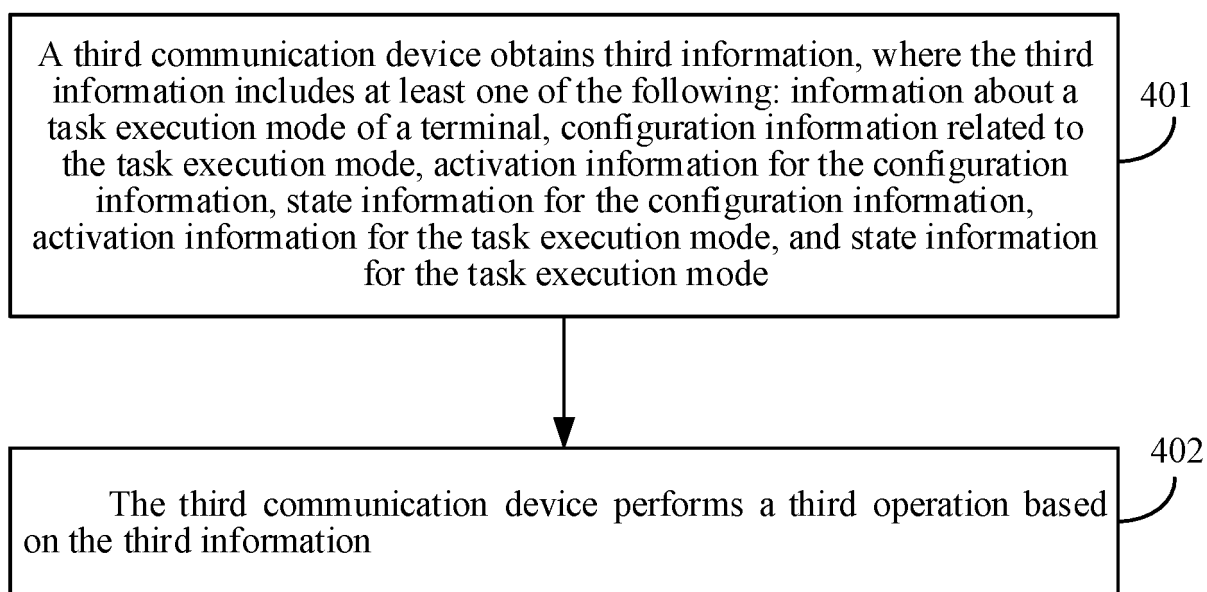 A third communication device obtains third information, where the third
information includes at least one of the following: information about a
task execution mode of a terminal, configuration information related to
the task execution mode, activation information for the configuration
information, state information for the configuration information,
activation information for the task execution mode, and state information
for the task execution mode
401
The third communication device performs a third operation based
on the third information
402